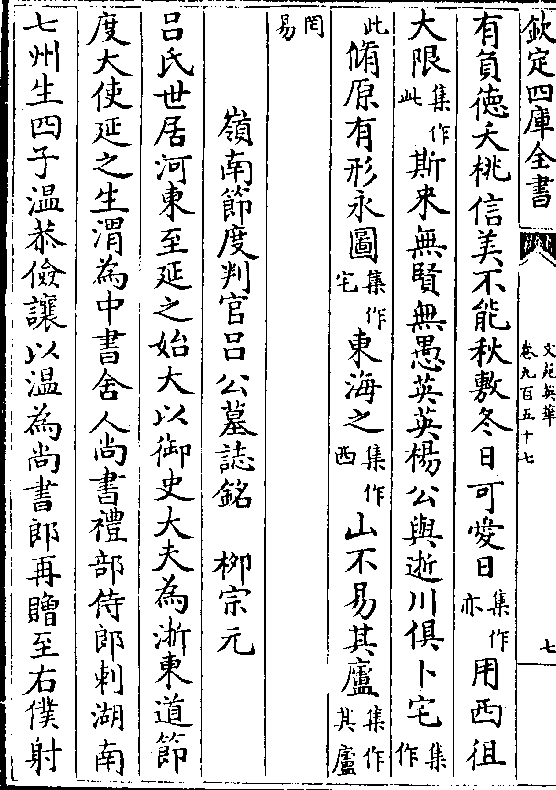 欽定四庫全書
文苑英華
卷九百五十七
七
有負徳夭桃信美不能秋敷冬日可愛日集作亦用西徂
大限集作此斯来無賢無愚英英楊公與逝川俱卜宅集作
此脩原有形永圖集作宅東海之集作西山不易其廬集作其廬
罔易
嶺南節度判官吕公墓誌銘　栁宗元
吕氏世居河東至延之始大以御史大夫為浙東道節
度大使延之生渭為中書舍人尚書禮部侍郎刺湖南
七州生四子温恭儉讓以温為尚書郎再贈至右僕射